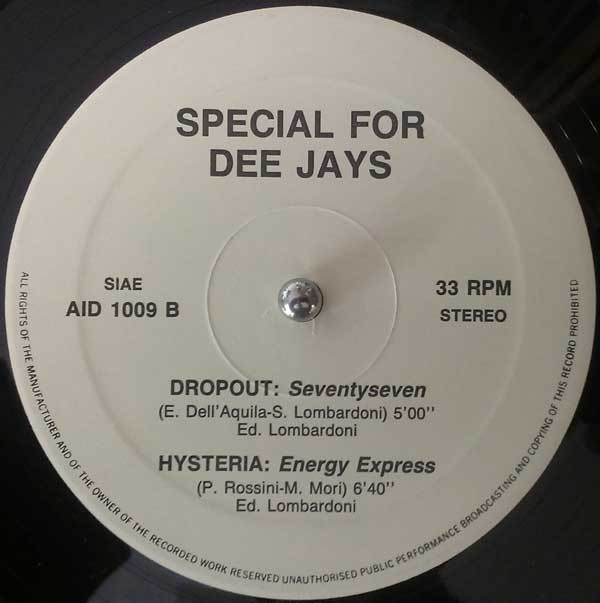 SPECIAL FOR
DEE JAYS
SIAE
AID 1009 B
33 RPM
STEREO
DROPOUT: Seventyseven
(E. Dell'Aquila-S. Lombardoni) 5'00''
Ed. Lombardoni
HYSTERIA: Energy Express
(P. Rossini-M. Mori) 6'40''
Ed. Lombardoni
ALL RIGHTS OF THE MANUFACTURER AND OF THE OWNER OF THE RECORDED WORK RESERVED UNAUTHORISED PUBLIC PERFORMANCE BROADCASTING AND COPYING OF THIS RECORD PROHIBITED